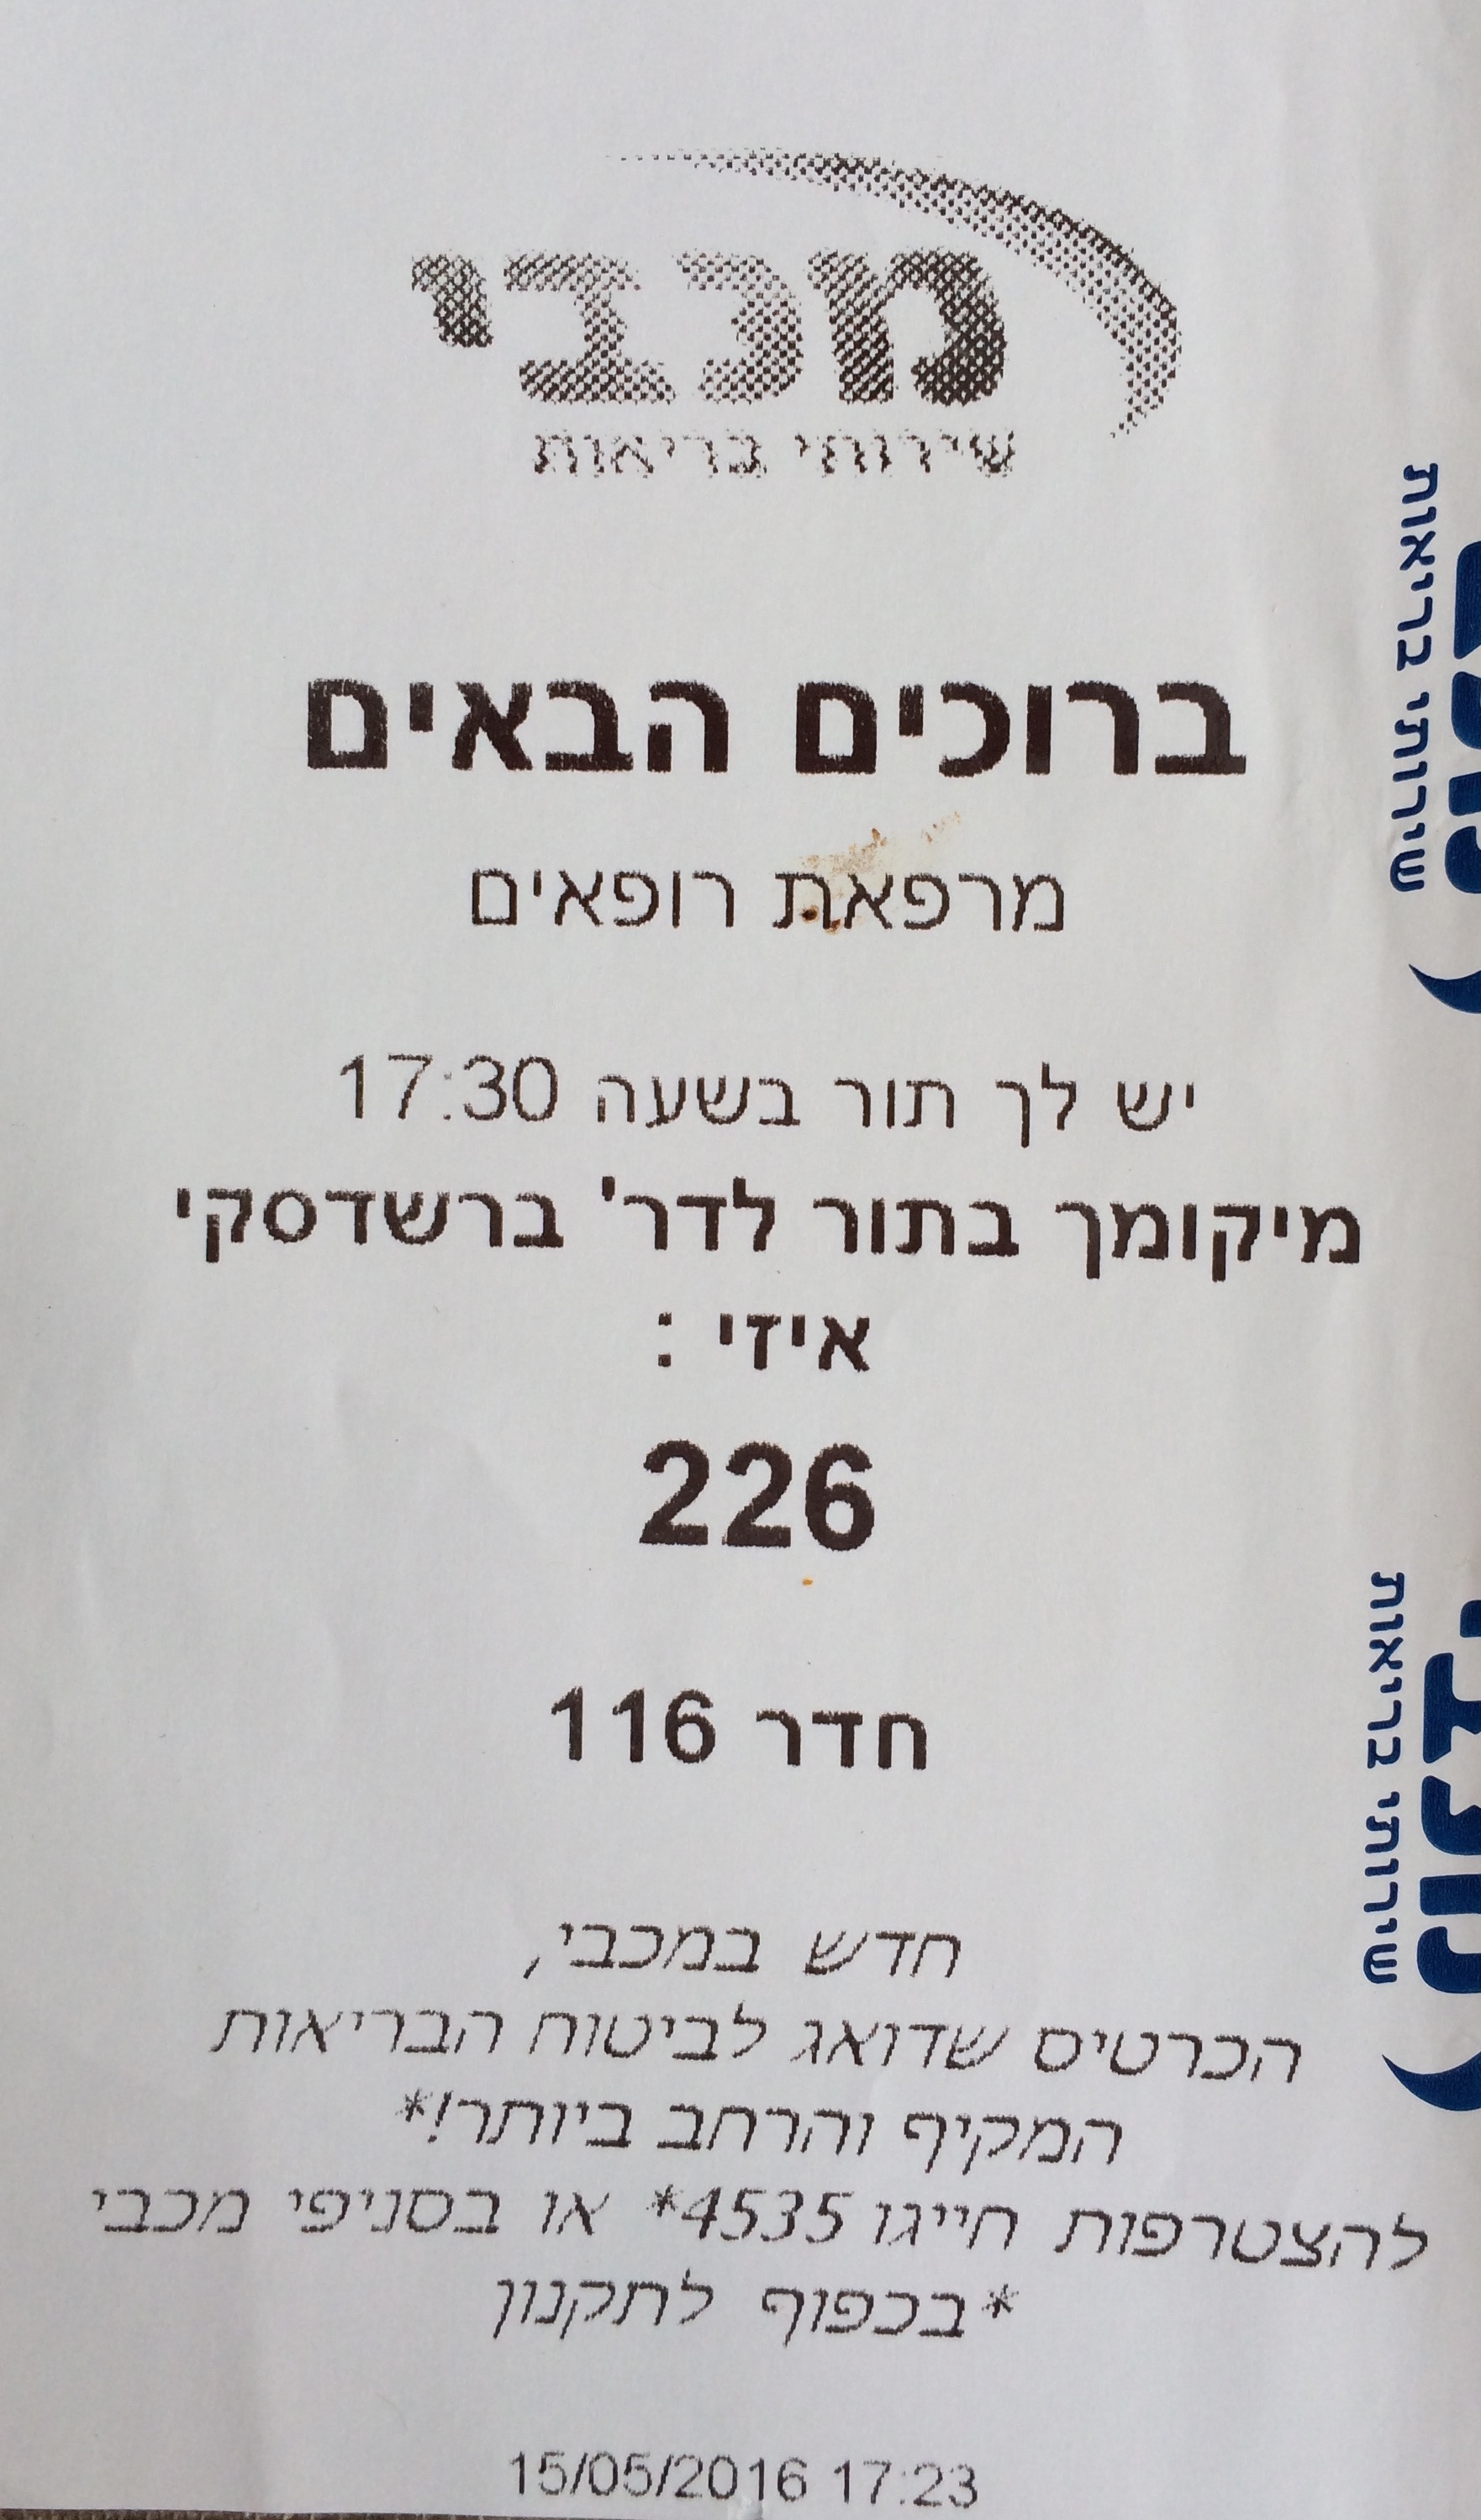 מכבי
שירותי בריאות
ברוכים הבאים
מרפאת רופאים
יש לך תור בשעה 17:30
מיקומך בתור לדר' ברשדסקי
איזי :
226
חדר 116
חדש במכבי,
הכרטיס שדואג לביטוח הבריאות
המקיף והרחב ביותר!*
להצטרפות חייגו 4535* או בסניפי מכבי
*בכפוף לתקנון
15/05/2016 17:23
שירותי בריאות
מכבי
שירותי בריאות